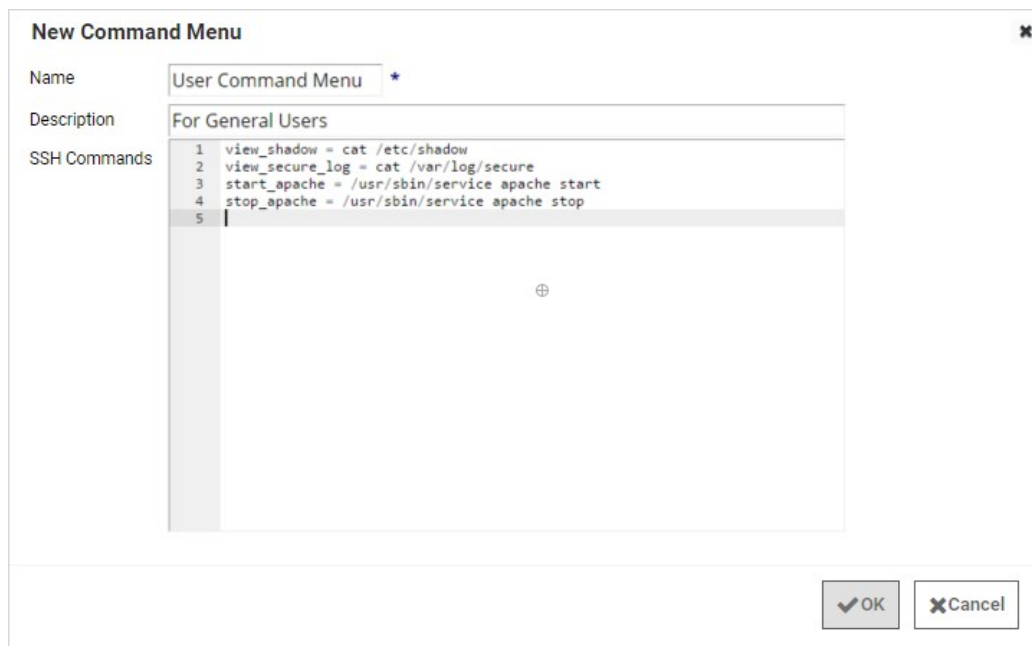 New Command Menu
Name
User Command Menu *
Description
For General Users
SSH Commands
1 view_shadow = cat /etc/shadow
2 view_secure_log = cat /var/log/secure
3 start_apache = /usr/sbin/service apache start
4 stop_apache = /usr/sbin/service apache stop
5
OK
Cancel